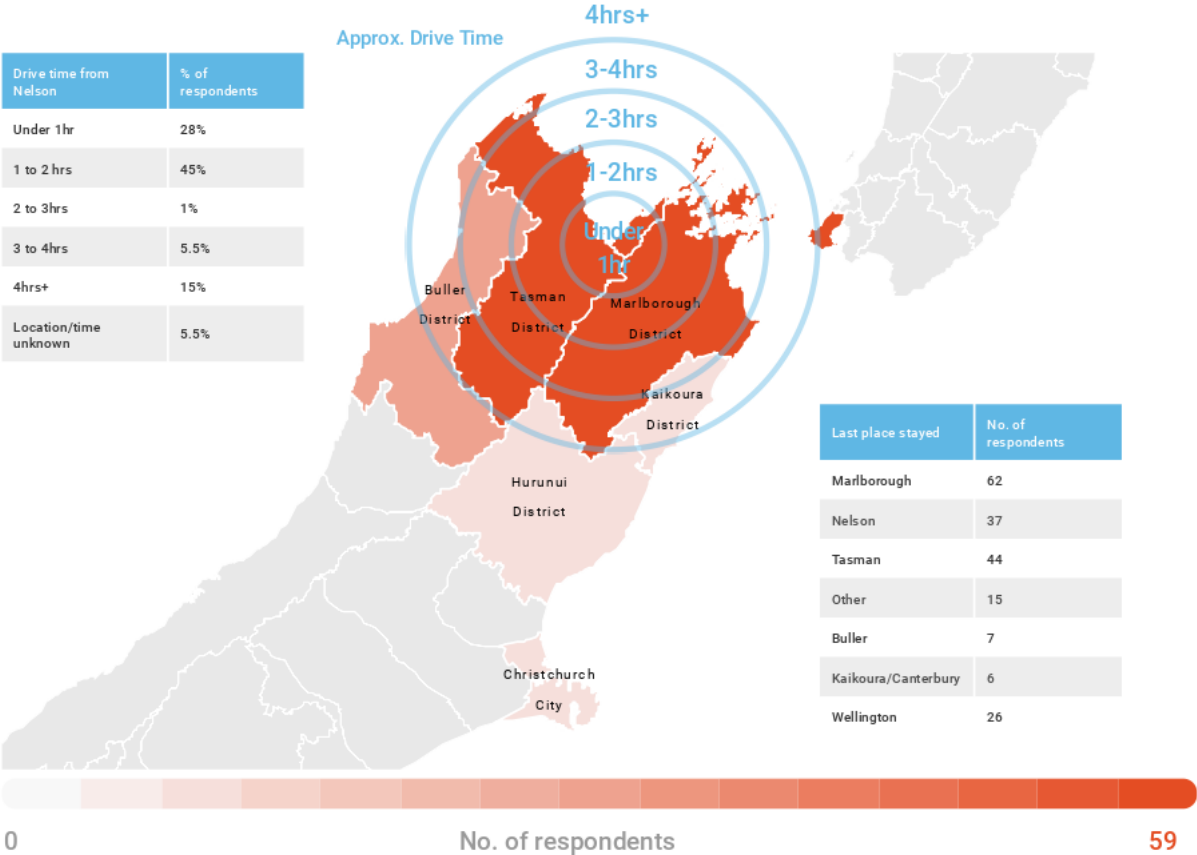 Approx. Drive Time
4hrs+
3-4hrs
2-3hrs
1-2hrs
Under
1hr
Drive time from
Nelson
% of
respondents
Under 1hr 28%
1 to 2 hrs 45%
2 to 3hrs 1%
3 to 4hrs 5.5%
4hrs+ 15%
Location/time
unknown
5.5%
Buller
District
Tasman
District
Marlborough
District
Kaikoura
District
Hurunui
District
Christchurch
City
Last place stayed
No. of
respondents
Marlborough 62
Nelson 37
Tasman 44
Other 15
Buller 7
Kaikoura/Canterbury 6
Wellington 26
0 No. of respondents 59